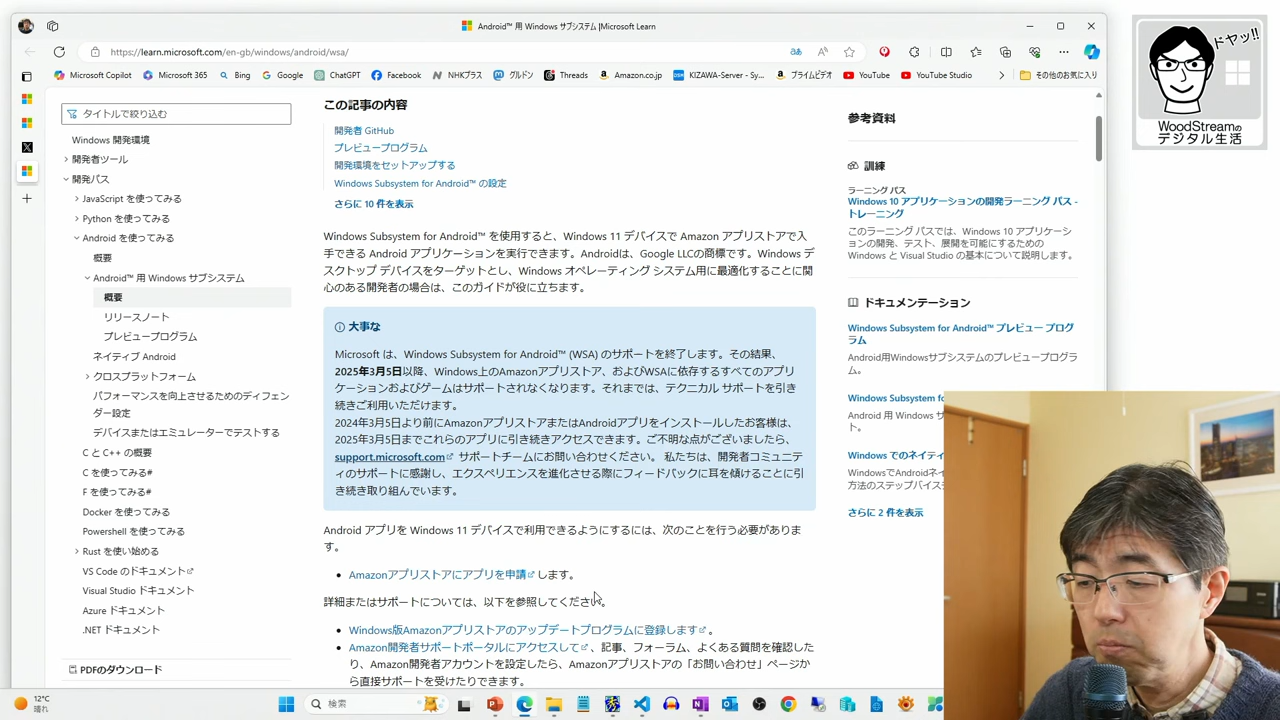 Android™ 用 Windows サブシステム |Microsoft Learn
https://learn.microsoft.com/en-gb/windows/android/wsa/
Microsoft Copilot
Microsoft 365
Bing
Google
ChatGPT
Facebook
NHKプラス
グルドン
Threads
Amazon.co.jp
KIZAWA-Server - Sy...
プライムビデオ
YouTube
YouTube Studio
その他のお気に入り
ドヤッ!!
WoodStreamの
デジタル生活
タイトルで絞り込む
Windows 開発環境
開発者ツール
開発パス
JavaScript を使ってみる
Python を使ってみる
Android を使ってみる
概要
Android™ 用 Windows サブシステム
概要
リリースノート
プレビュープログラム
ネイティブ Android
クロスプラットフォーム
パフォーマンスを向上させるためのディフェン
ダー設定
デバイスまたはエミュレーターでテストする
C と C++ の概要
C を使ってみる#
F を使ってみる#
Docker を使ってみる
Powershell を使ってみる
Rust を使い始める
VS Code のドキュメント
Visual Studio ドキュメント
Azure ドキュメント
.NET ドキュメント
PDFのダウンロード
この記事の内容
開発者 GitHub
プレビュープログラム
開発環境をセットアップする
Windows Subsystem for Android™ の設定
さらに 10 件を表示
Windows Subsystem for Android™ を使用すると、Windows 11 デバイスで Amazon アプリストアで入
手できる Android アプリケーションを実行できます。Androidは、Google LLCの商標です。Windows デ
スクトップ デバイスをターゲットとし、Windows オペレーティング システム用に最適化することに関
心のある開発者の場合は、このガイドが役に立ちます。
大事な
Microsoft は、Windows Subsystem for Android™ (WSA) のサポートを終了します。その結果、
2025年3月5日以降、Windows上のAmazonアプリストア、およびWSAに依存するすべてのアプリ
ケーションおよびゲームはサポートされなくなります。それまでは、テクニカル サポートを引き
続きご利用いただけます。
2024年3月5日より前にAmazonアプリストアまたはAndroidアプリをインストールしたお客様は、
2025年3月5日までこれらのアプリに引き続きアクセスできます。ご不明な点がございましたら、
support.microsoft.com サポートチームにお問い合わせください。 私たちは、開発者コミュニテ
ィのサポートに感謝し、エクスペリエンスを進化させる際にフィードバックに耳を傾けることに引
き続き取り組んでいます。
Android アプリを Windows 11 デバイスで利用できるようにするには、次のことを行う必要がありま
す。
Amazonアプリストアにアプリを申請 します。
詳細またはサポートについては、以下を参照してください。
Windows版Amazonアプリストアのアップデートプログラムに登録します 。
Amazon開発者サポートポータルにアクセスして 、記事、フォーラム、よくある質問を確認した
り、Amazon開発者アカウントを設定したら、Amazonアプリストアの「お問い合わせ」ページか
ら直接サポートを受けたりできます。
参考資料
訓練
ラーニング パス
Windows 10 アプリケーションの開発ラーニング パス -
トレーニング
このラーニング パスでは、Windows 10 アプリケーシ
ョンの開発、テスト、展開を可能にするための
Windows と Visual Studio の基本について説明します。
ドキュメンテーション
Windows Subsystem for Android™ プレビュー プログ
ラム
Android用Windowsサブシステムのプレビュープログラ
ム。
Windows Subsystem fo
Android 用 Windows サ
ト。
Windows でのネイティ
WindowsでAndroidネイ
方法のステップバイステ
さらに 2 件を表示
12°C
晴れ
検索